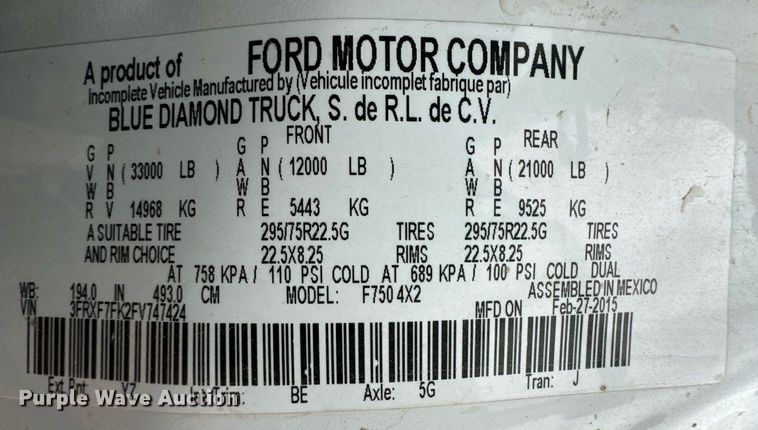 A product of FORD MOTOR COMPANY
Incomplete Vehicle Manufactured by (Vehicule incomplet fabrique par)
BLUE DIAMOND TRUCK, S. de R.L. de C.V.
FRONT REAR
G P G P G P
V N ( 33000 LB ) A N ( 12000 LB ) A N ( 21000 LB )
W B W B W B
R V 14968 KG R E 5443 KG R E 9525 KG
A SUITABLE TIRE 295/75R22.5G TIRES 295/75R22.5G TIRES
AND RIM CHOICE 22.5X8.25 RIMS 22.5X8.25 RIMS
AT 758 KPA / 110 PSI COLD AT 689 KPA / 100 PSI COLD DUAL
WB: 194.0 IN 493.0 CM MODEL: F750 4X2 ASSEMBLED IN MEXICO
VIN 3FRXF7FK2FV747424 MFD ON Feb-27-2015
Ext Pnt YZ Int Trim: BE Axle: 5G Tran: J
Purple Wave Auction